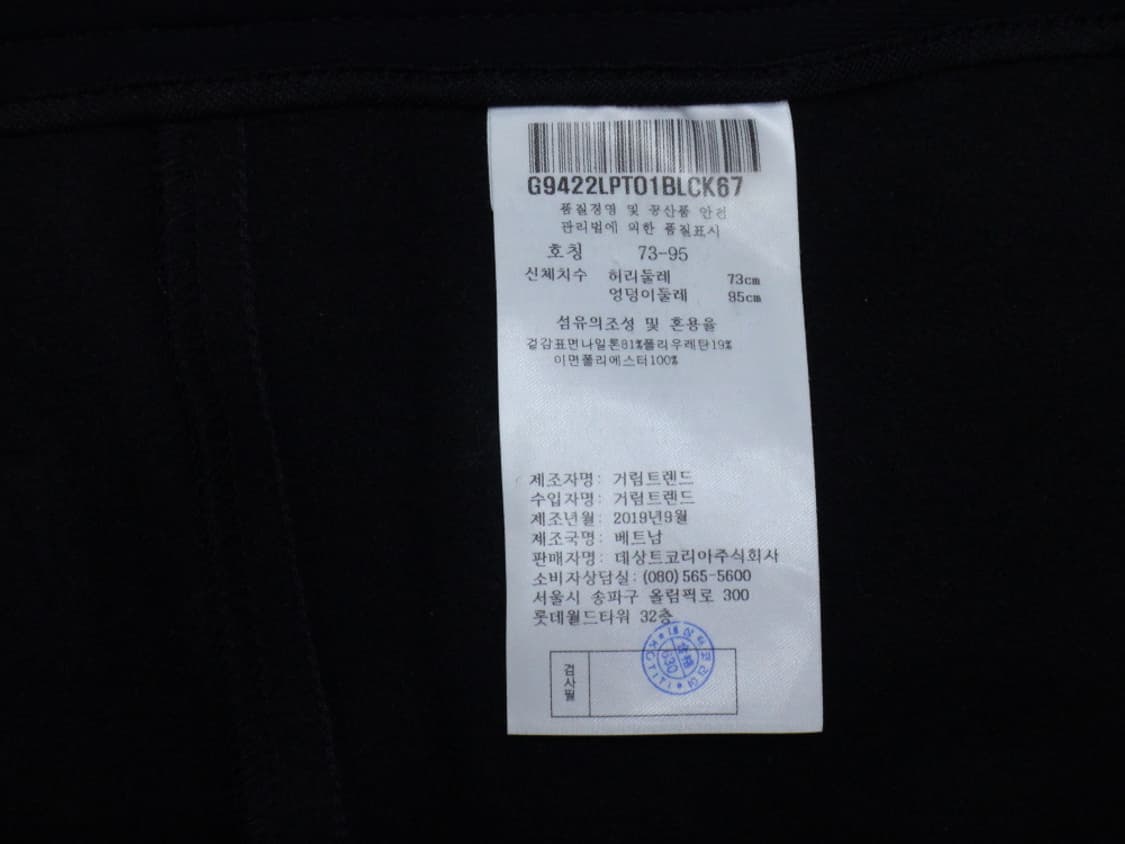 G9422LPT01BLCK67
품질경영 및 공산품 안전
관리법에 의한 품질표시
호칭 73-95
신체치수 허리둘레 73cm
엉덩이둘레 95cm
섬유의조성 및 혼용율
겉감표면나일론81%폴리우레탄19%
이면폴리에스터100%
제조자명: 거림트렌드
수입자명: 거림트렌드
제조년월: 2019년9월
제조국명: 베트남
판매자명: 데상트코리아주식회사
소비자상담실: (080)565-5600
서울시 송파구 올림픽로 300
롯데월드타워 32층
검사필
KOTITI